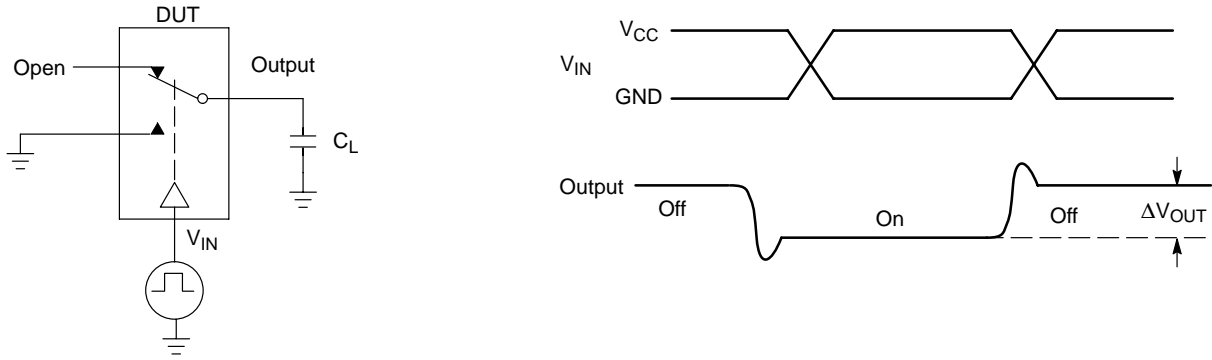 DUT
Open
Output
C_L
V_IN
V_CC
V_IN
GND
Output
Off
On
Off
ΔV_OUT